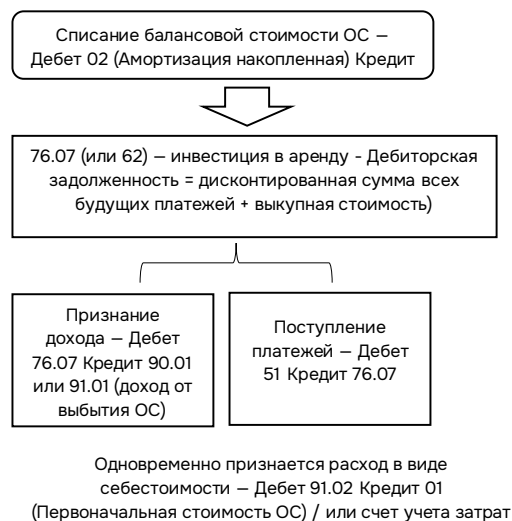 Списание балансовой стоимости ОС –
Дебет 02 (Амортизация накопленная) Кредит
76.07 (или 62) – инвестиция в аренду - Дебиторская
задолженность = дисконтированная сумма всех
будущих платежей + выкупная стоимость)
Признание
дохода – Дебет
76.07 Кредит 90.01
или 91.01 (доход от
выбытия ОС)
Поступление
платежей – Дебет
51 Кредит 76.07
Одновременно признается расход в виде
себестоимости – Дебет 91.02 Кредит 01
(Первоначальная стоимость ОС) / или счет учета затрат